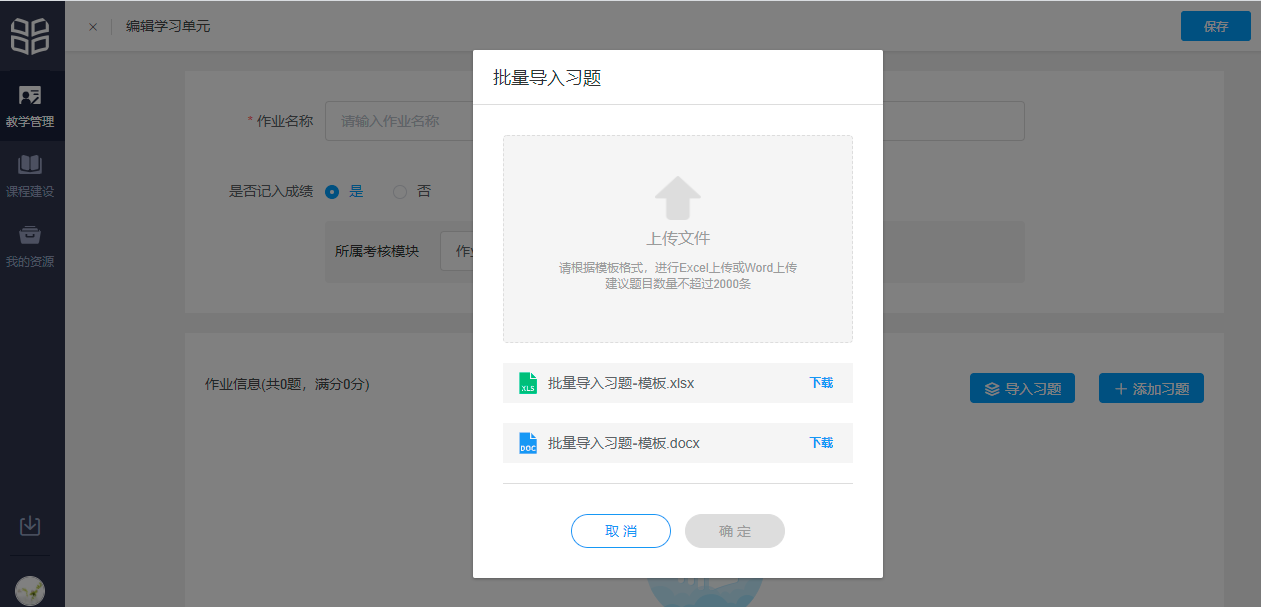 编辑学习单元
保存
教学管理
课程建设
我的资源
* 作业名称
请输入作业名称
是否记入成绩
是
否
所属考核模块
作业信息(共0题，满分0分)
导入习题
添加习题
批量导入习题
上传文件
请根据模板格式，进行Excel上传或Word上传
建议题目数量不超过2000条
XLS
批量导入习题-模板.xlsx
下载
DOC
批量导入习题-模板.docx
下载
取 消
确 定